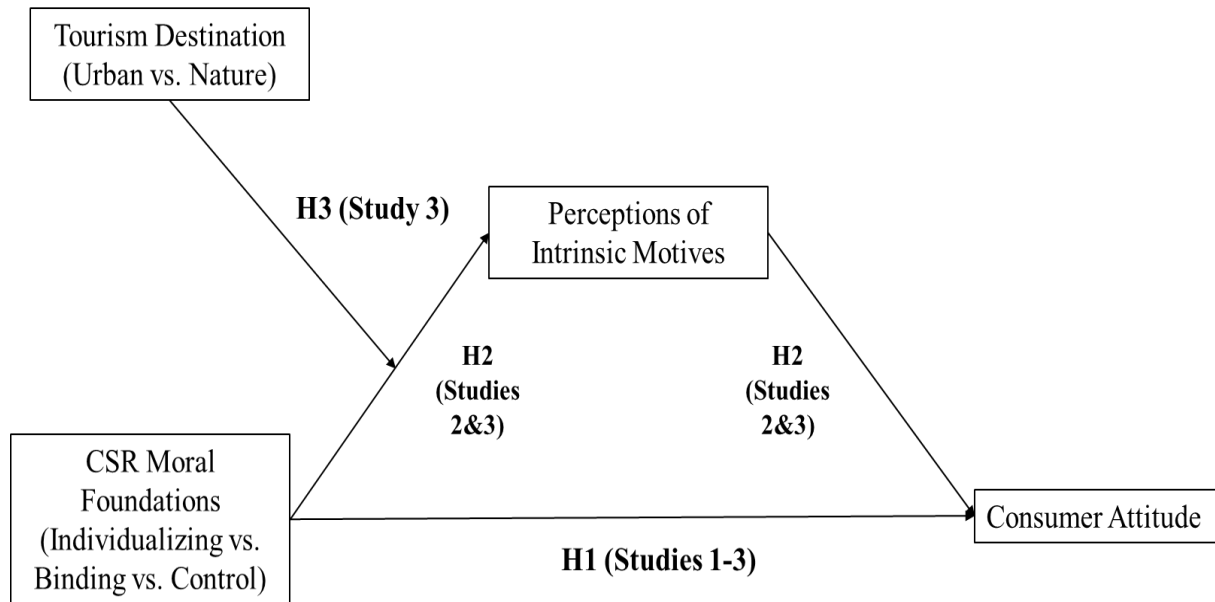 Tourism Destination
(Urban vs. Nature)
H3 (Study 3)
Perceptions of
Intrinsic Motives
H2
(Studies
2&3)
H2
(Studies
2&3)
CSR Moral
Foundations
(Individualizing vs.
Binding vs. Control)
Consumer Attitude
H1 (Studies 1-3)